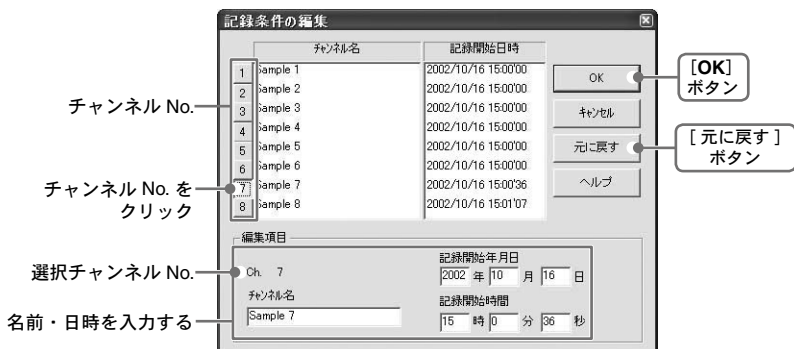 記録条件の編集
チャンネル名 記録開始日時
1 Sample 1 2002/10/16 15:00'00
2 Sample 2 2002/10/16 15:00'00
3 Sample 3 2002/10/16 15:00'00
4 Sample 4 2002/10/16 15:00'00
5 Sample 5 2002/10/16 15:00'00
6 Sample 6 2002/10/16 15:00'00
7 Sample 7 2002/10/16 15:00'36
8 Sample 8 2002/10/16 15:01'07
OK
キャンセル
元に戻す
ヘルプ
[OK]
ボタン
[元に戻す]
ボタン
チャンネル No.
チャンネル No. を
クリック
選択チャンネル No.
名前・日時を入力する
編集項目
Ch. 7
チャンネル名
Sample 7
記録開始年月日
2002 年 10 月 16 日
記録開始時間
15 時 0 分 36 秒